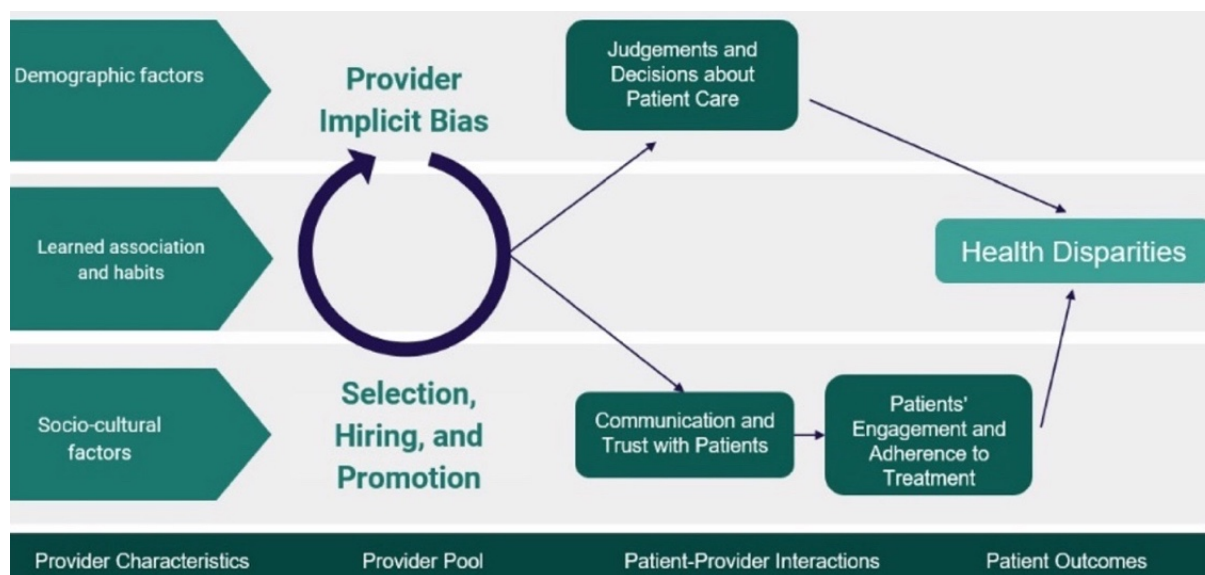 Demographic factors
Learned association
and habits
Socio-cultural
factors
Provider
Implicit Bias
Selection,
Hiring, and
Promotion
Judgements and
Decisions about
Patient Care
Communication and
Trust with Patients
Patients'
Engagement and
Adherence to
Treatment
Health Disparities
Provider Characteristics
Provider Pool
Patient-Provider Interactions
Patient Outcomes